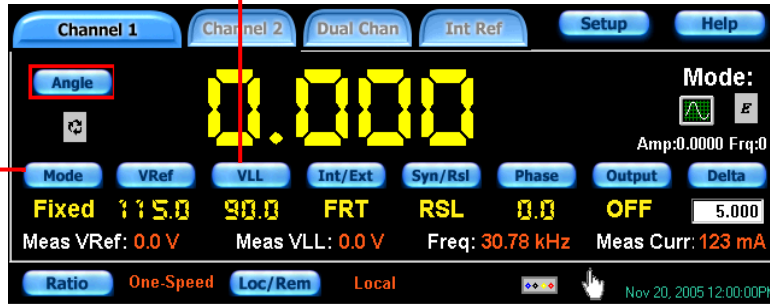 Channel 1 Channel 2 Dual Chan Int Ref Setup Help
Angle 0.000 Mode:
E
Amp:0.0000 Frq:0
Mode VRef VLL Int/Ext Syn/Rsl Phase Output Delta
Fixed 115.0 90.0 FRT RSL 0.0 OFF 5.000
Meas VRef: 0.0 V Meas VLL: 0.0 V Freq: 30.78 kHz Meas Curr: 123 mA
Ratio One-Speed Loc/Rem Local Nov 20, 2005 12:00:00PM